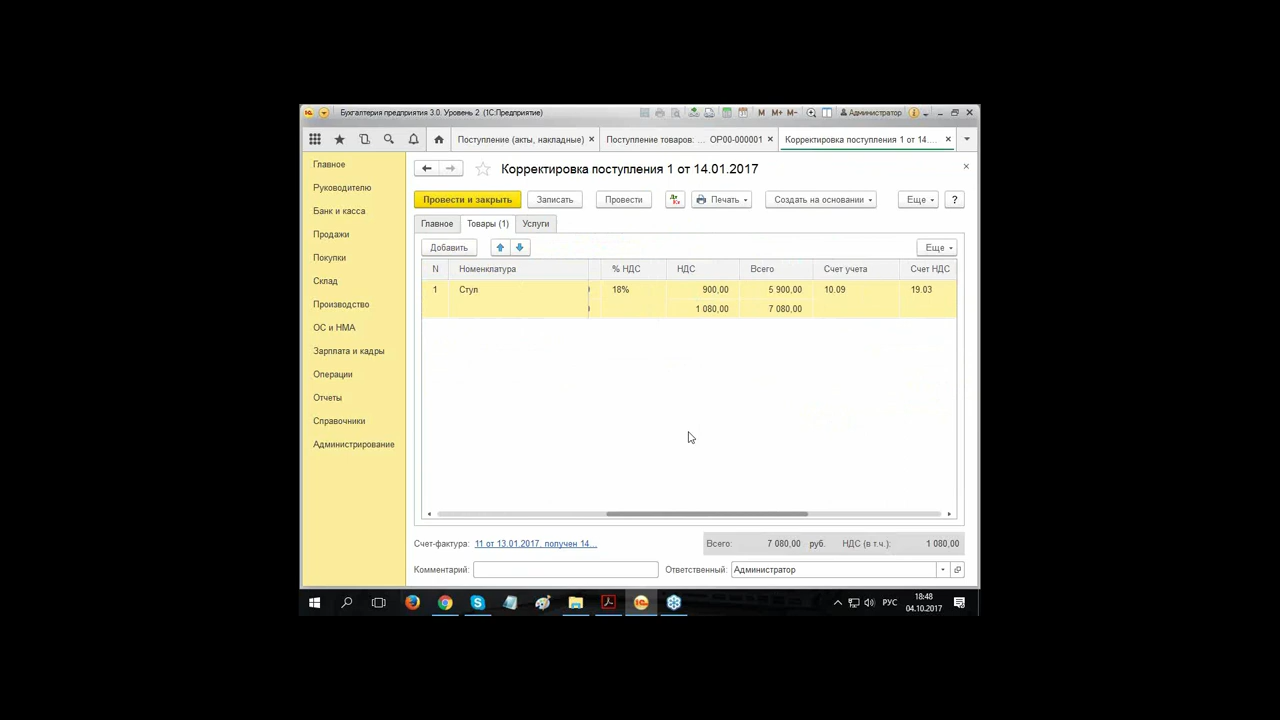 Бухгалтерия предприятия 3.0. Уровень 2. (1С:Предприятие)
M M+ M- Администратор
Поступление (акты, накладные) × Поступление товаров: ... ОР00-000001 × Корректировка поступления 1 от 14.... ×
Главное
Руководителю
Банк и касса
Продажи
Покупки
Склад
Производство
ОС и НМА
Зарплата и кадры
Операции
Отчеты
Справочники
Администрирование
Корректировка поступления 1 от 14.01.2017
Провести и закрыть Записать Провести Дт Кт Печать Создать на основании Еще ?
Главное Товары (1) Услуги
Добавить Еще
N Номенклатура % НДС НДС Всего Счет учета Счет НДС
1 Стул 18% 900,00 5 900,00 10.09 19.03
1 080,00 7 080,00
Счет-фактура: 11 от 13.01.2017, получен 14... Всего: 7 080,00 руб. НДС (в т.ч.): 1 080,00
Комментарий: Ответственный: Администратор
РУС 18:48
04.10.2017